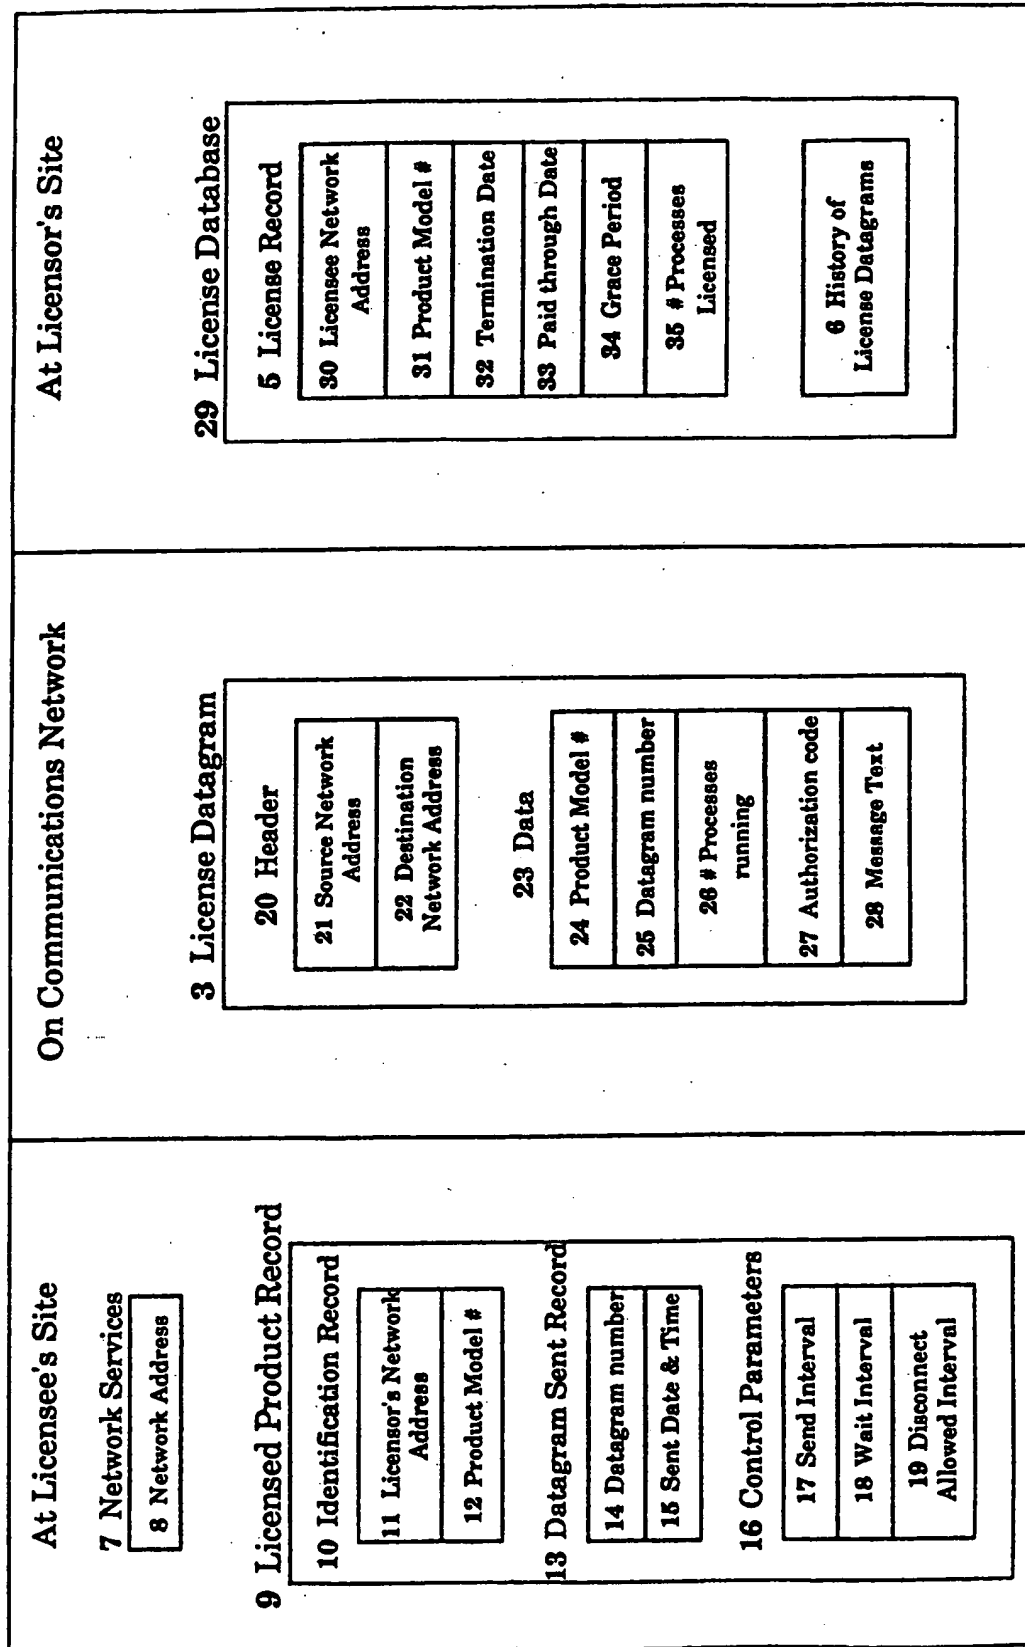 At Licensee's Site
7 Network Services
8 Network Address
9 Licensed Product Record
10 Identification Record
11 Licensor's Network
Address
12 Product Model #
13 Datagram Sent Record
14 Datagram number
15 Sent Date & Time
16 Control Parameters
17 Send Interval
18 Wait Interval
19 Disconnect
Allowed Interval
On Communications Network
3 License Datagram
20 Header
21 Source Network
Address
22 Destination
Network Address
23 Data
24 Product Model #
25 Datagram number
26 # Processes
running
27 Authorization code
28 Message Text
At Licensor's Site
29 License Database
5 License Record
30 Licensee Network
Address
31 Product Model #
32 Termination Date
33 Paid through Date
34 Grace Period
35 # Processes
Licensed
6 History of
License Datagrams